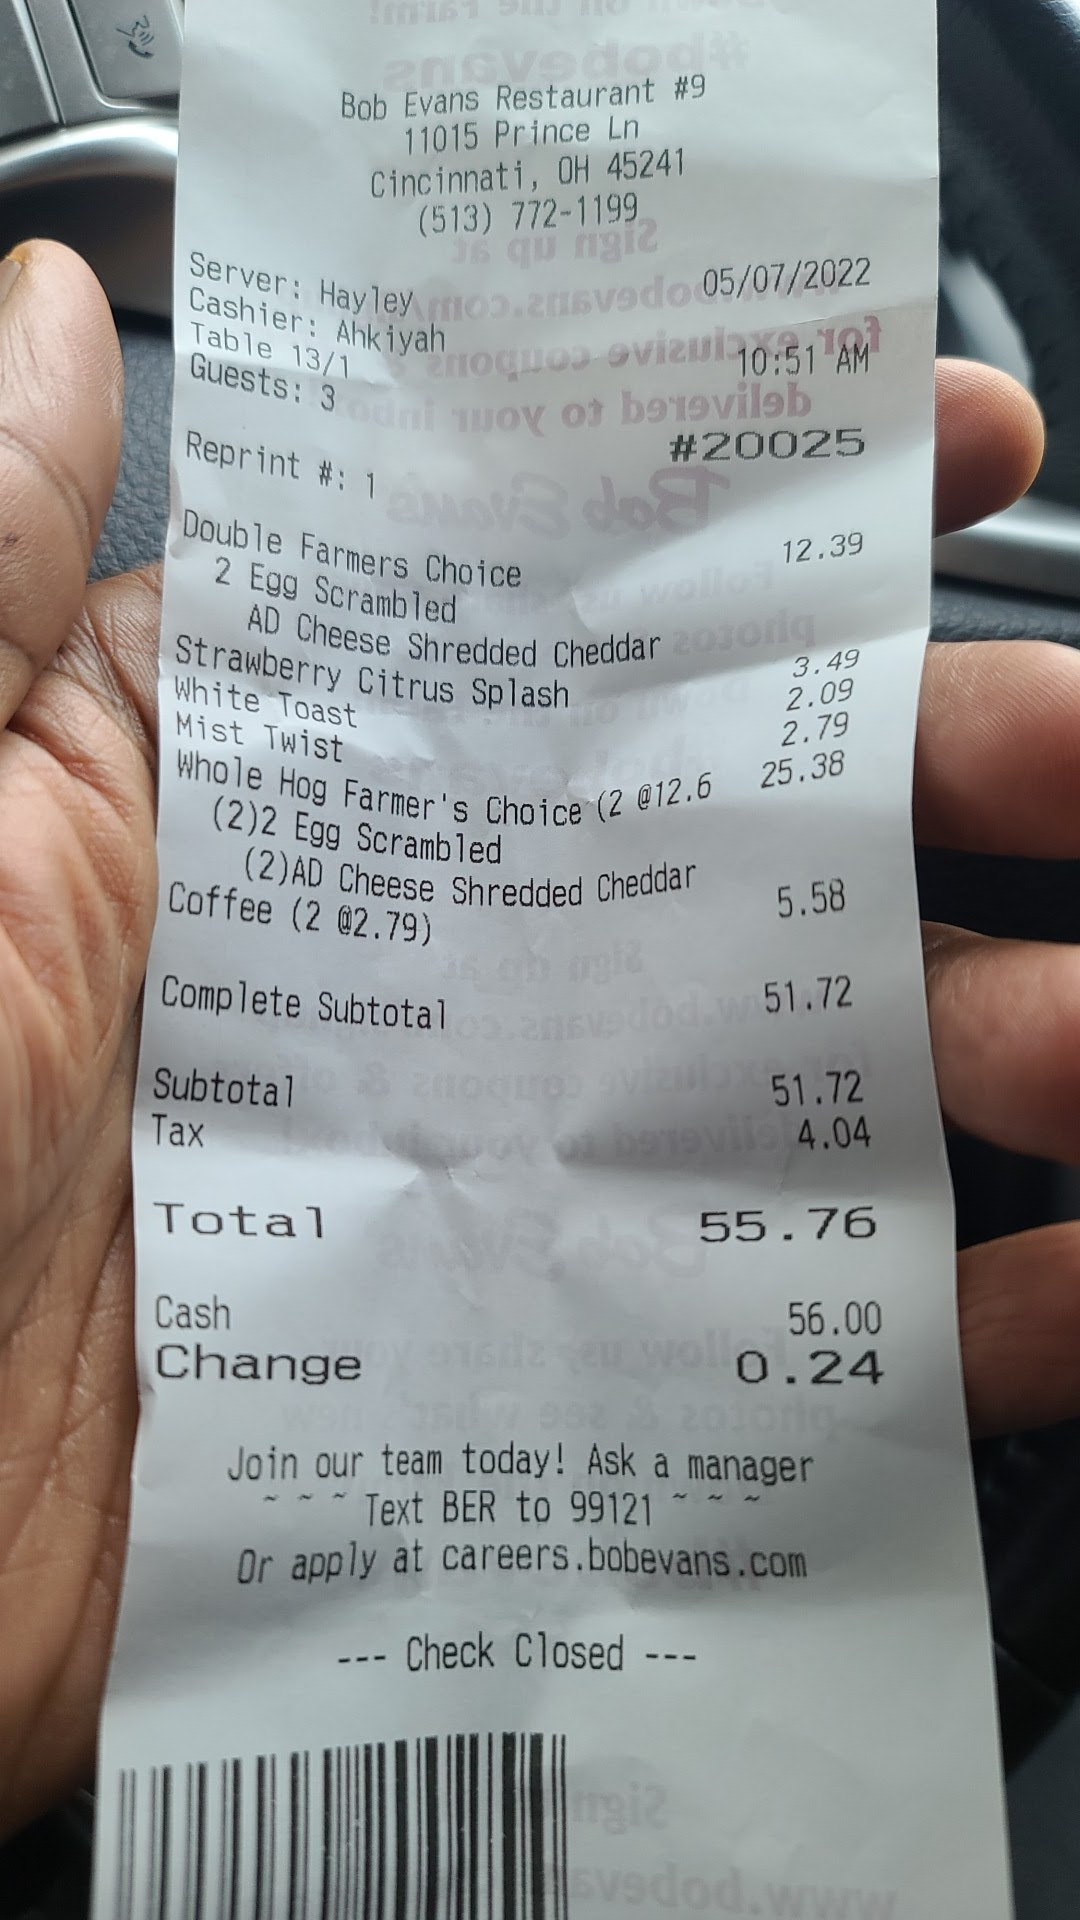 Bob Evans Restaurant #9
11015 Prince Ln
Cincinnati, OH 45241
(513) 772-1199
Server: Hayley 05/07/2022
Cashier: Ahkiyah
Table 13/1 10:51 AM
Guests: 3
#20025
Reprint #: 1
Double Farmers Choice 12.39
2 Egg Scrambled
AD Cheese Shredded Cheddar
Strawberry Citrus Splash 3.49
White Toast 2.09
Mist Twist 2.79
Whole Hog Farmer's Choice (2 @12.6 25.38
(2)2 Egg Scrambled
(2)AD Cheese Shredded Cheddar
Coffee (2 @2.79) 5.58
Complete Subtotal 51.72
Subtotal 51.72
Tax 4.04
Total 55.76
Cash 56.00
Change 0.24
Join our team today! Ask a manager
~ ~ ~ Text BER to 99121 ~ ~ ~
Or apply at careers.bobevans.com
--- Check Closed ---